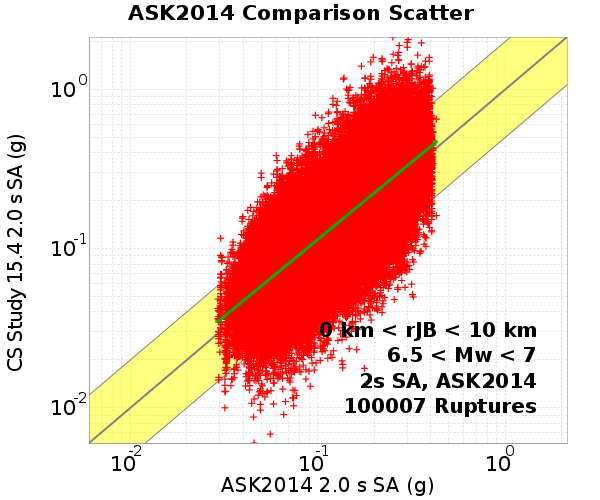 ASK2014 Comparison Scatter
CS Study 15.4 2.0 s SA (g)
10^0
10^-1
10^-2
0 km < rJB < 10 km
6.5 < Mw < 7
2s SA, ASK2014
100007 Ruptures
10^-2 10^-1 10^0
ASK2014 2.0 s SA (g)